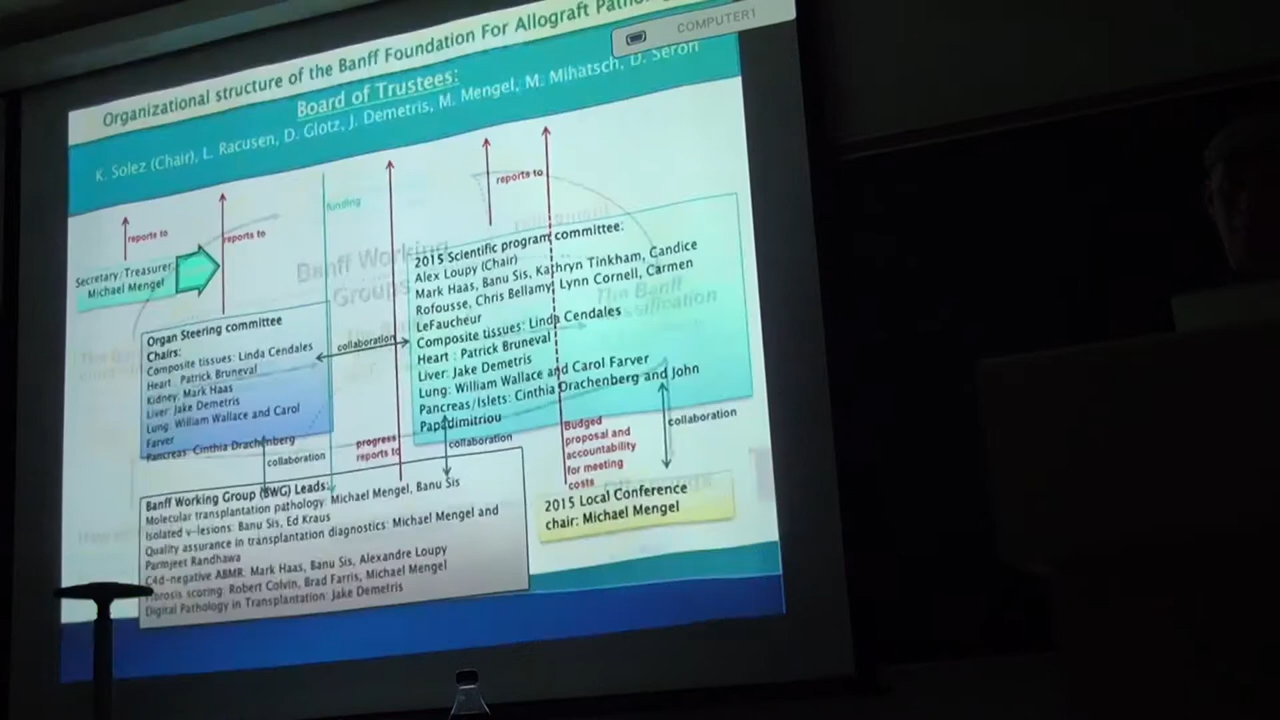 Organizational structure of the Banff Foundation For Allograft
COMPUTER1
Board of Trustees:
K. Solez (Chair), L. Racusen, D. Glotz, J. Demetris, M. Mengel, M. Mihatsch, D. Seron
reports to
reports to
funding
reports to
Secretary/Treasurer
Michael Mengel
Banff Working
Groups
The Banff
Organ Steering committee
Chairs:
Composite tissues: Linda Cendales
Heart : Patrick Bruneval
Kidney: Mark Haas
Liver: Jake Demetris
Lung: William Wallace and Carol
Farver
Pancreas: Cinthia Drachenberg
collaboration
2015 Scientific program committee:
Alex Loupy (Chair)
Mark Haas, Banu Sis, Kathryn Tinkham, Candice
Rofousse, Chris Bellamy, Lynn Cornell, Carmen
LeFaucheur
Composite tissues: Linda Cendales
Heart : Patrick Bruneval
Liver: Jake Demetris
Lung: William Wallace and Carol Farver
Pancreas/Islets: Cinthia Drachenberg and John
Papadimitriou
collaboration
progress
reports to
collaboration
Budged
proposal and
accountability
for meeting
costs
collaboration
Banff Working Group (BWG) Leads:
Molecular transplantation pathology: Michael Mengel, Banu Sis
Isolated v-lesions: Banu Sis, Ed Kraus
Quality assurance in transplantation diagnostics: Michael Mengel and
Parmjeet Randhawa
C4d-negative ABMR: Mark Haas, Banu Sis, Alexandre Loupy
Fibrosis scoring: Robert Colvin, Brad Farris, Michael Mengel
Digital Pathology in Transplantation: Jake Demetris
2015 Local Conference
chair: Michael Mengel